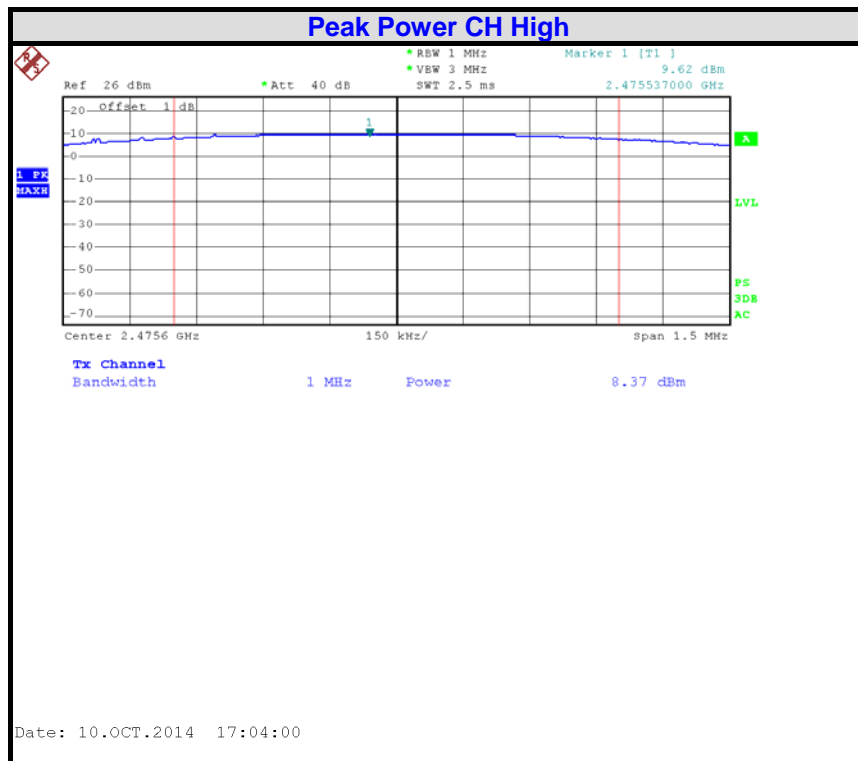 Peak Power CH High
R S
* RBW 1 MHz Marker 1 [T1 ]
* VBW 3 MHz 9.62 dBm
Ref 26 dBm * Att 40 dB SWT 2.5 ms 2.475537000 GHz
20 Offset 1 dB
10 1 A
0
1 PK
MAXH
-10
-20 LVL
-30
-40
-50
-60 PS
3DB
-70 AC
Center 2.4756 GHz 150 kHz/ Span 1.5 MHz
Tx Channel
Bandwidth 1 MHz Power 8.37 dBm
Date: 10.OCT.2014 17:04:00